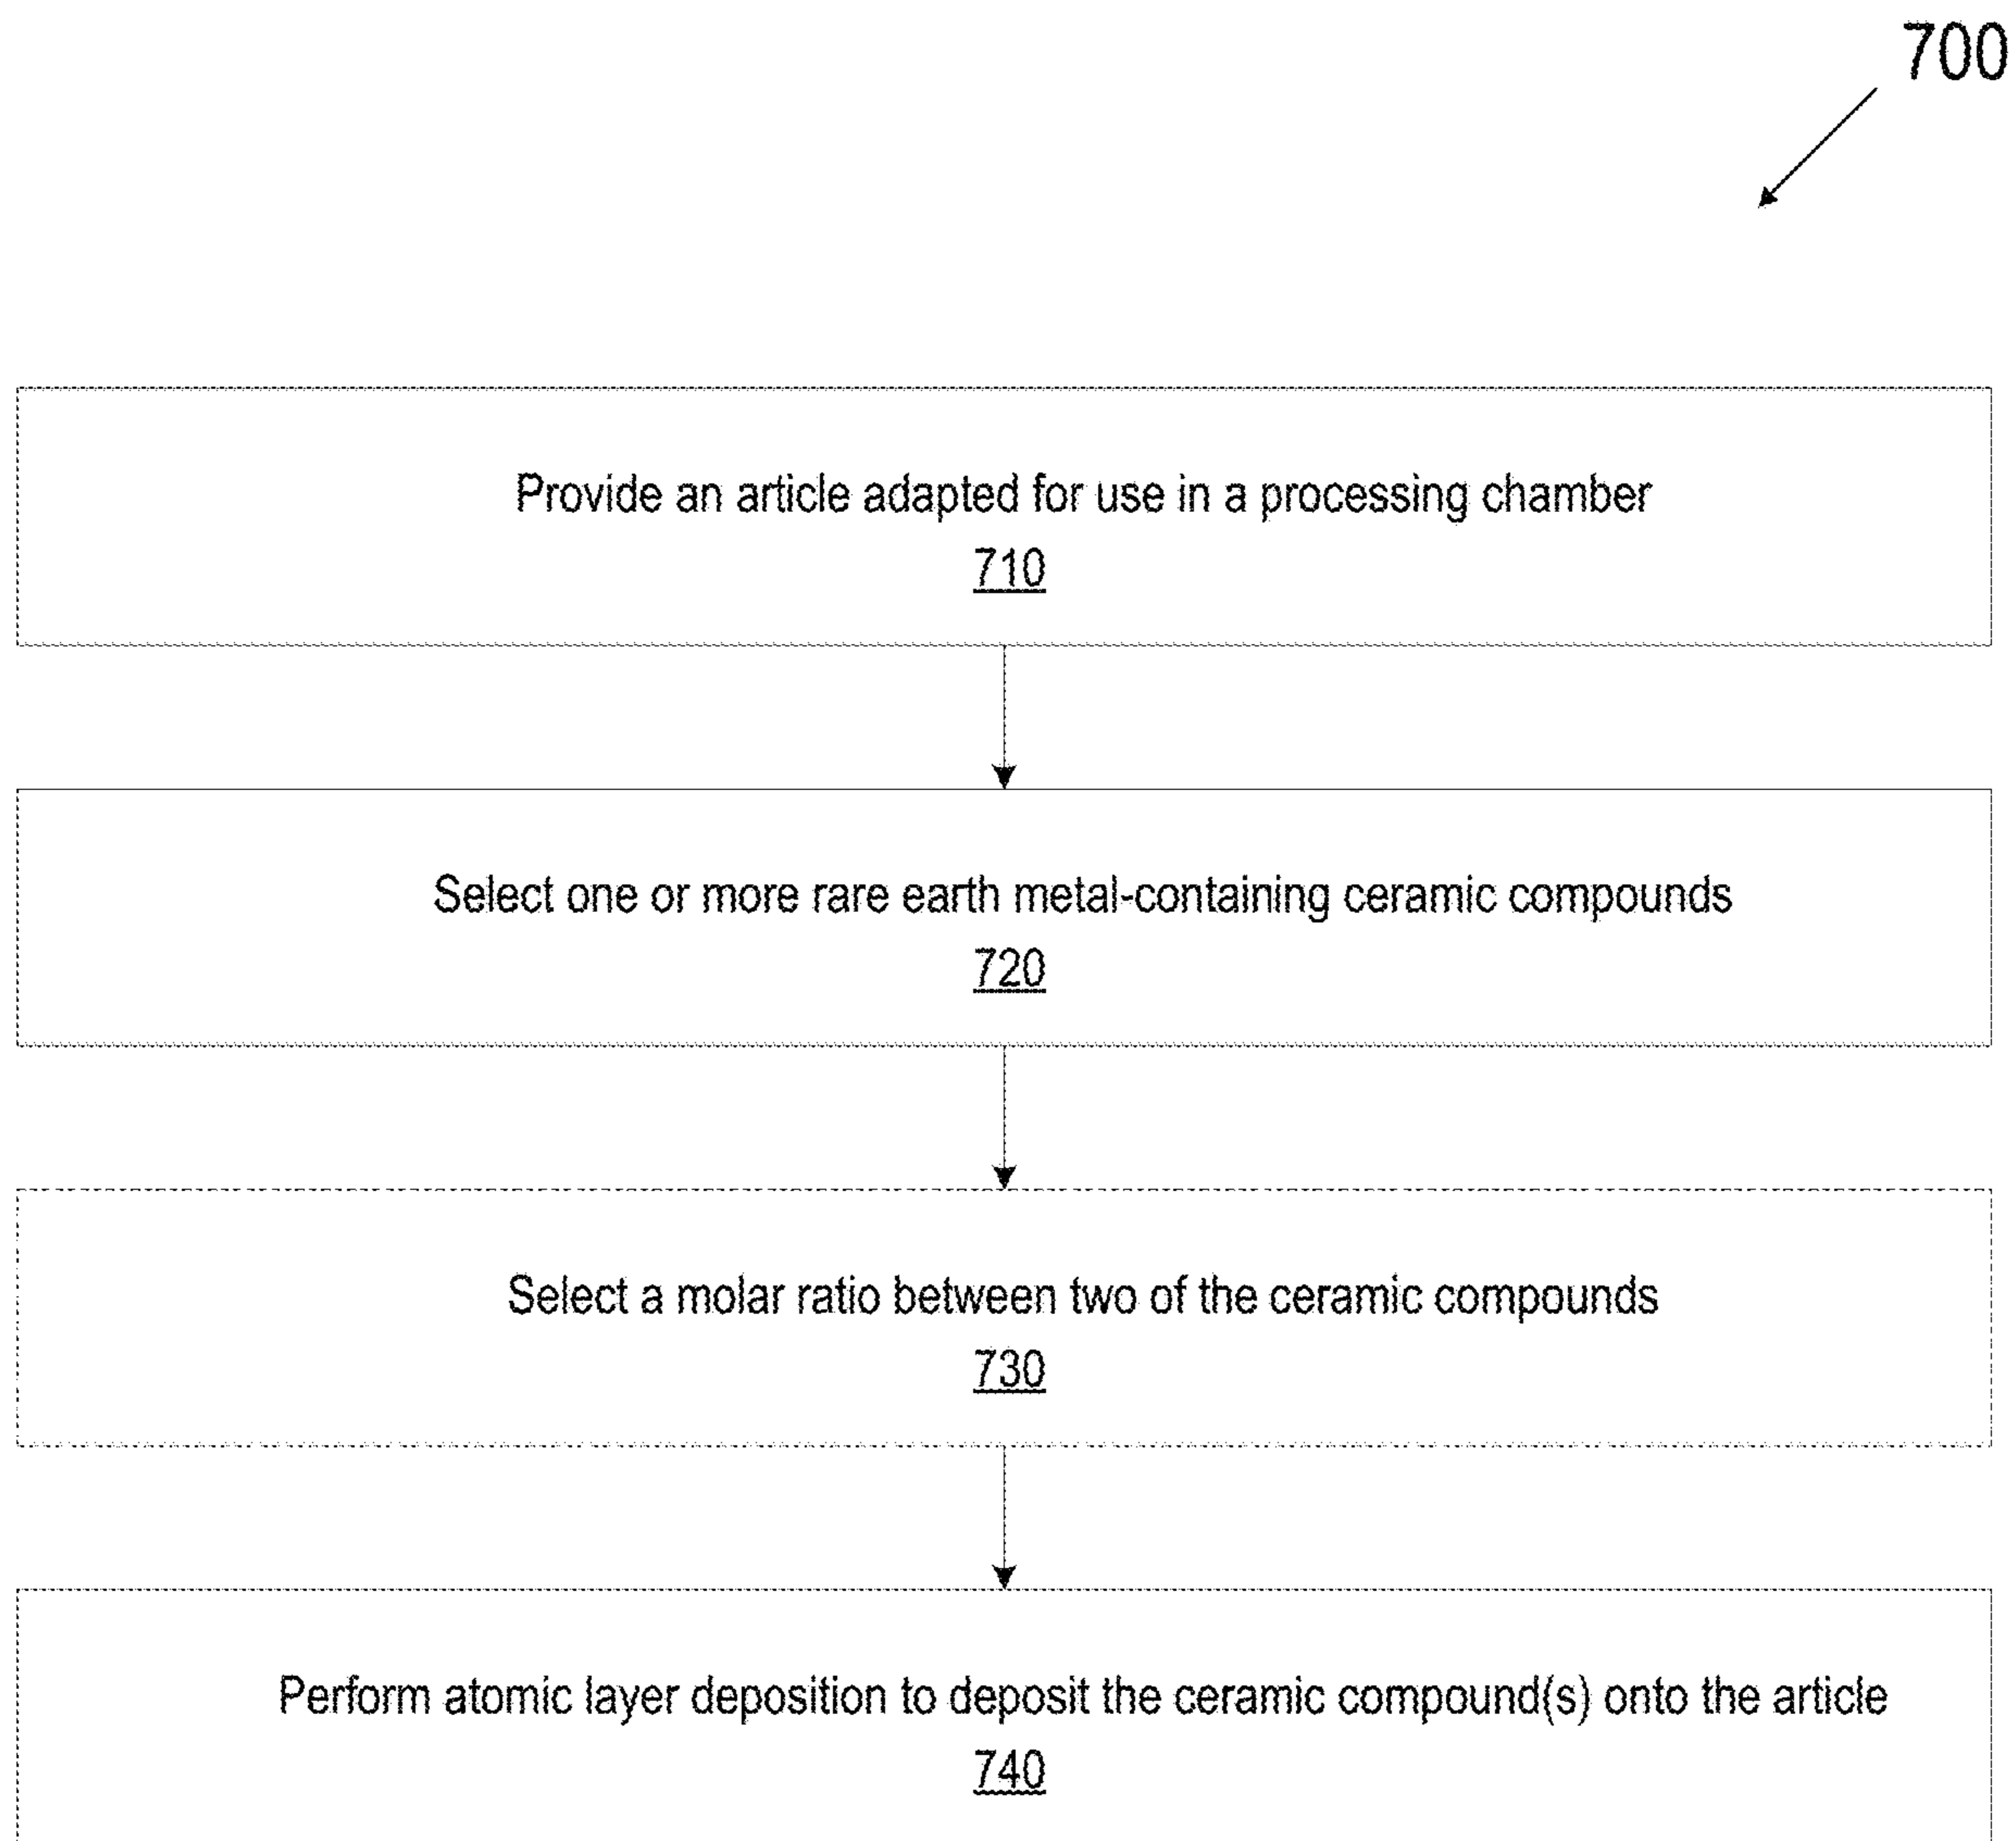 700
Provide an article adapted for use in a processing chamber
710
Select one or more rare earth metal-containing ceramic compounds
720
Select a molar ratio between two of the ceramic compounds
730
Perform atomic layer deposition to deposit the ceramic compound(s) onto the article
740